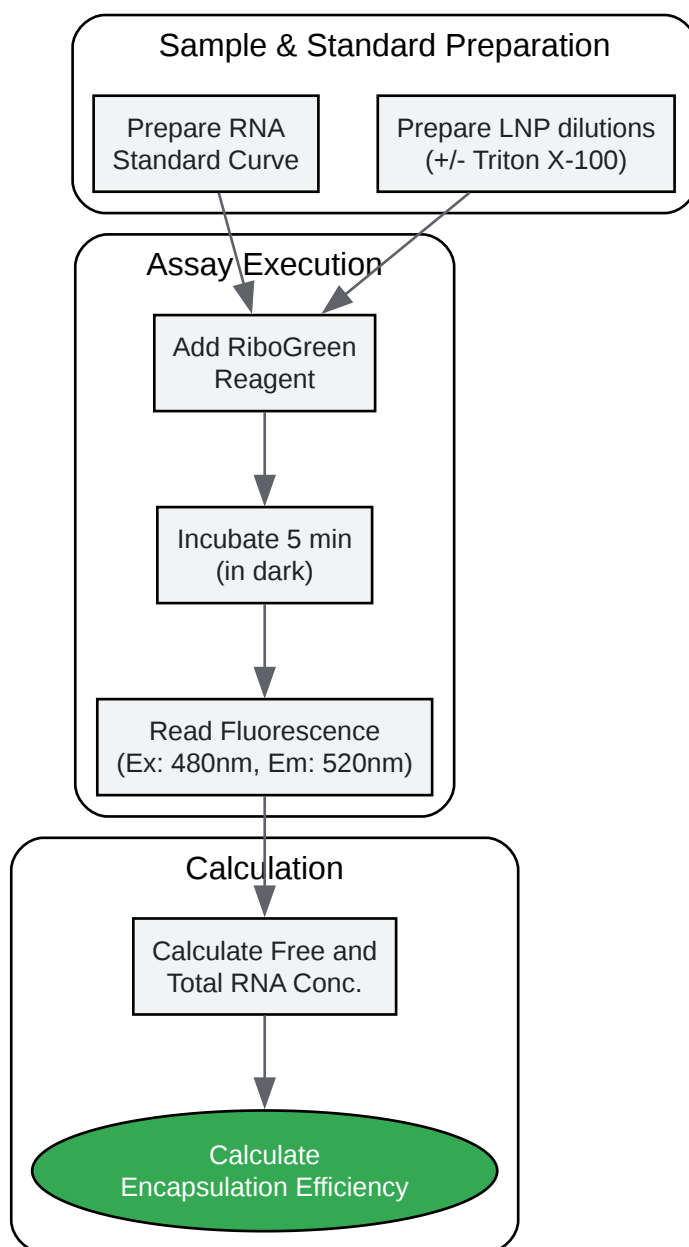 Sample & Standard Preparation
Prepare RNA
Standard Curve
Prepare LNP dilutions
(+/- Triton X-100)
Assay Execution
Add RiboGreen
Reagent
Incubate 5 min
(in dark)
Read Fluorescence
(Ex: 480nm, Em: 520nm)
Calculation
Calculate Free and
Total RNA Conc.
Calculate
Encapsulation Efficiency